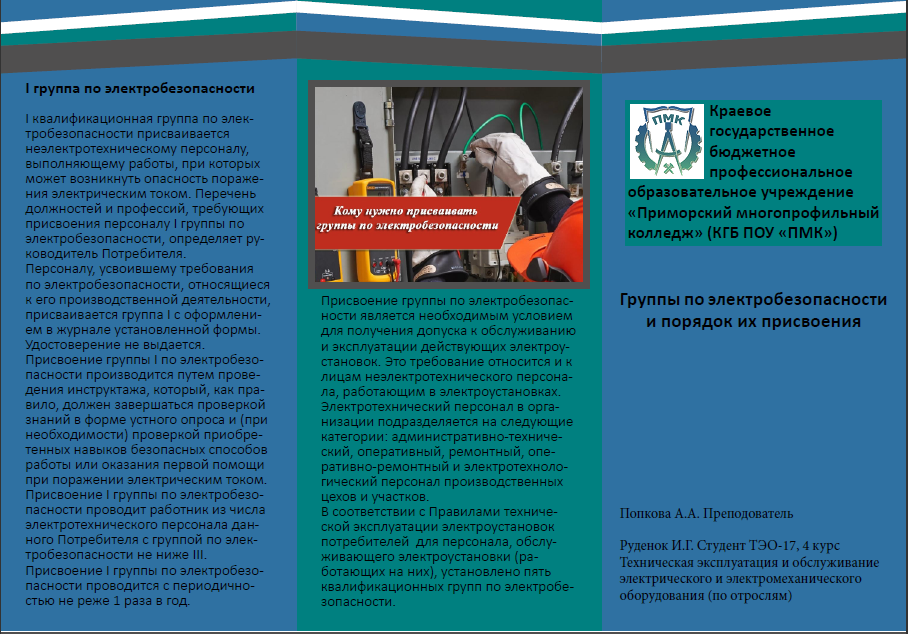 I группа по электробезопасности
I квалификационная группа по элек-
тробезопасности присваивается
неэлектротехническому персоналу,
выполняющему работы, при которых
может возникнуть опасность пораже-
ния электрическим током. Перечень
должностей и профессий, требующих
присвоения персоналу I группы по
электробезопасности, определяет ру-
ководитель Потребителя.
Персоналу, усвоившему требования
по электробезопасности, относящиеся
к его производственной деятельности,
присваивается группа I с оформлени-
ем в журнале установленной формы.
Удостоверение не выдается.
Присвоение группы I по электробезо-
пасности производится путем прове-
дения инструктажа, который, как пра-
вило, должен завершаться проверкой
знаний в форме устного опроса и (при
необходимости) проверкой приобре-
тенных навыков безопасных способов
работы или оказания первой помощи
при поражении электрическим током.
Присвоение I группы по электробезо-
пасности проводит работник из числа
электротехнического персонала дан-
ного Потребителя с группой по элек-
тробезопасности не ниже III.
Присвоение I группы по электробезо-
пасности проводится с периодично-
стью не реже 1 раза в год.
Кому нужно присваивать
группы по электробезопасности
Присвоение группы по электробезопас-
ности является необходимым условием
для получения допуска к обслуживанию
и эксплуатации действующих электроу-
становок. Это требование относится и к
лицам неэлектротехнического персона-
ла, работающим в электроустановках.
Электротехнический персонал в орга-
низации подразделяется на следующие
категории: административно-техниче-
ский, оперативный, ремонтный, опе-
ративно-ремонтный и электротехноло-
гический персонал производственных
цехов и участков.
В соответствии с Правилами техниче-
ской эксплуатации электроустановок
потребителей для персонала, обслу-
живающего электроустановки (ра-
ботающих на них), установлено пять
квалификационных групп по электробе-
зопасности.
ПМК
Краевое
государственное
бюджетное
профессиональное
образовательное учреждение
«Приморский многопрофильный
колледж» (КГБ ПОУ «ПМК»)
Группы по электробезопасности
и порядок их присвоения
Попкова А.А. Преподователь
Руденок И.Г. Студент ТЭО-17, 4 курс
Техническая эксплуатация и обслуживание
электрического и электромеханического
оборудования (по отрослям)